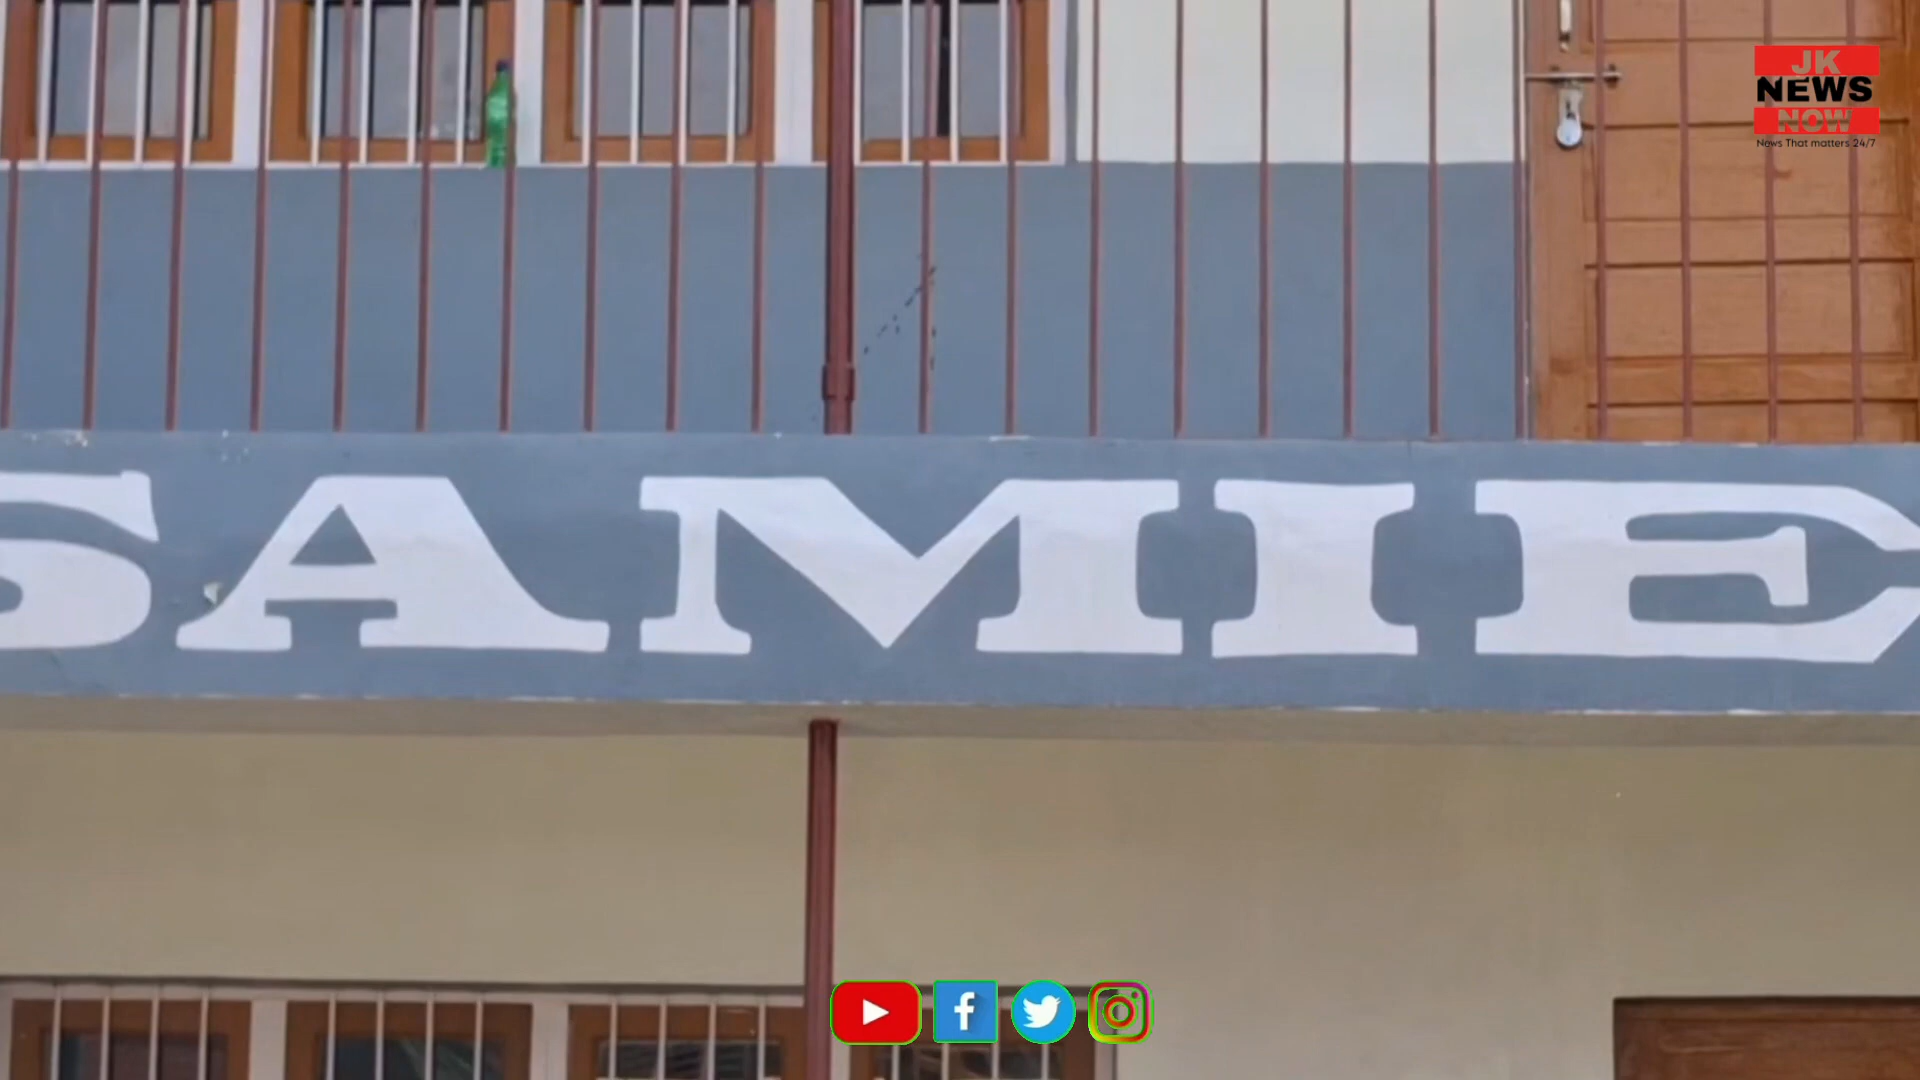 JK
NEWS
NOW
News That matters 24/7
SAMIE